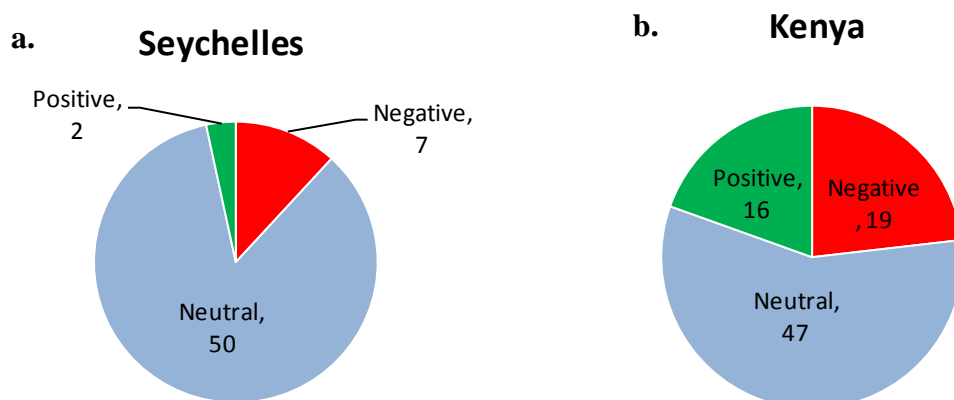 a.
Seychelles
Positive,
2
Negative,
7
Neutral,
50
b.
Kenya
Positive,
16
Negative
, 19
Neutral,
47